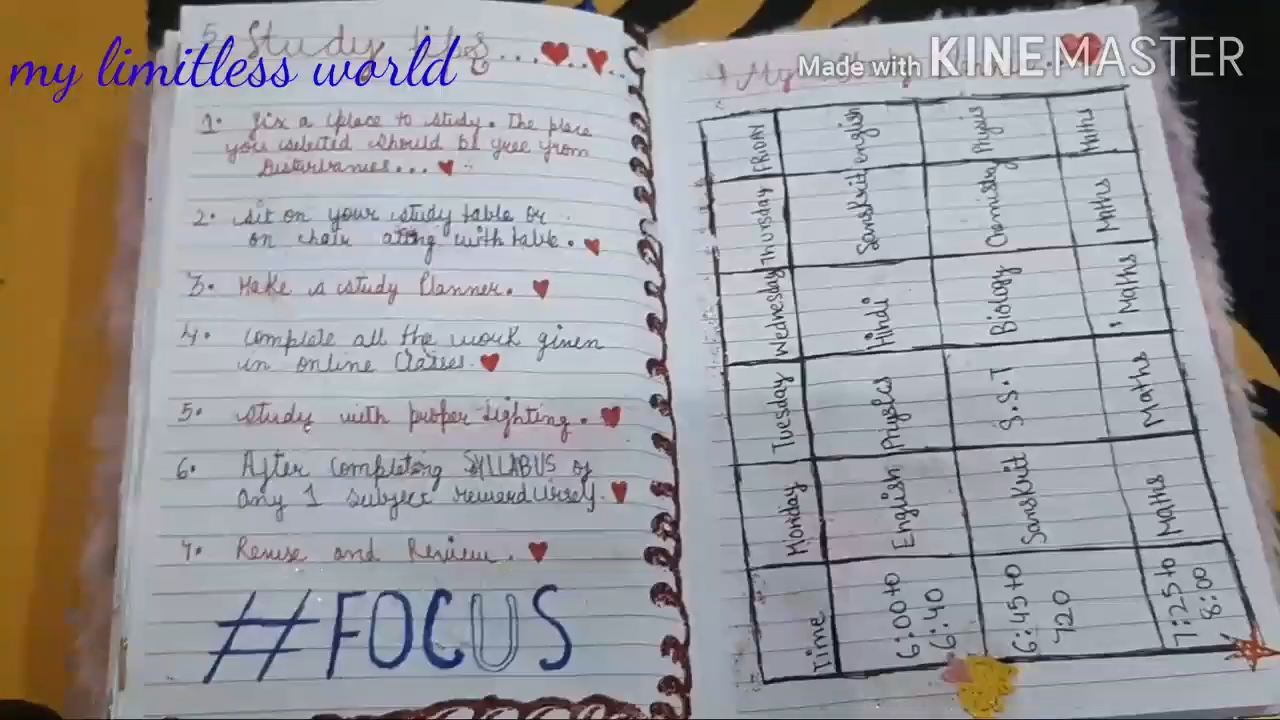 my limitless world
Made with KINEMASTER
5 Study tips
1. fix a place to study. The place
you selected should be free from
Disturbances...
2. sit on your study table or
on chair along with table.
3. Make a study Planner.
4. complete all the work given
in online Classes.
5. study with proper lighting.
6. After completing SYLLABUS of
any 1 subject reward urself.
7. Revise and Review.
#FOCUS
My
Time Monday Tuesday Wednesday Thursday FRIDAY
6:00 to 6:40 English Physics Hindi Sanskrit english
6:45 to 720 Sanskrit S.S.T Biology Chemistry Physis
7:25 to 8:00 Maths Maths Maths Maths Maths